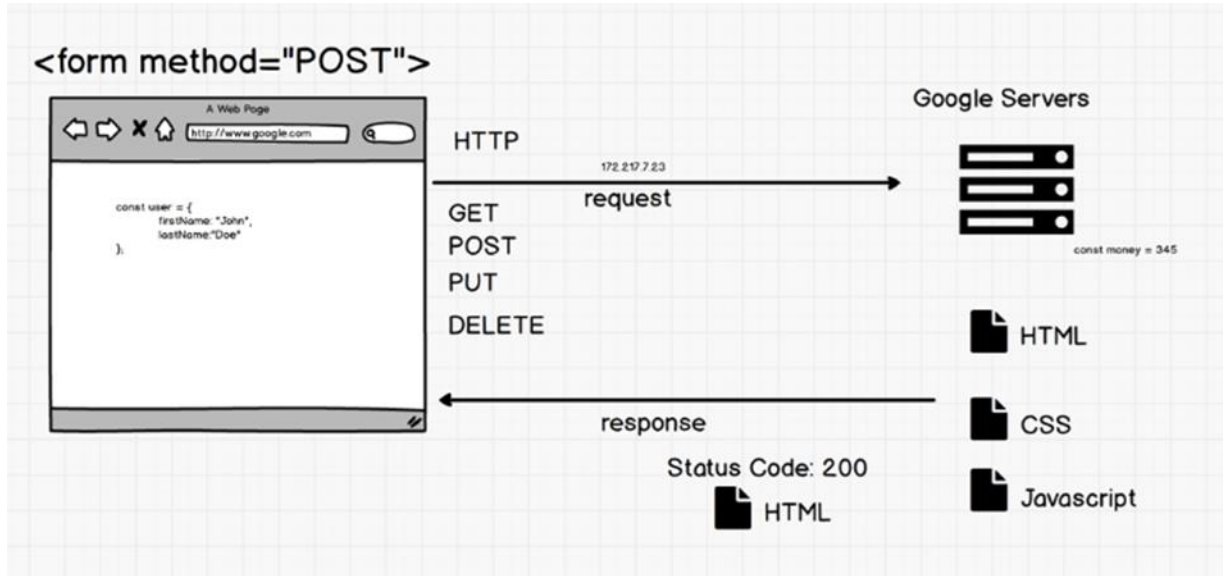 <form method="POST">
A Web Page
http://www.google.com
const user = {
firstName: "John",
lastName:"Doe"
};
HTTP
172.217.7.23
request
GET
POST
PUT
DELETE
Google Servers
const money = 345
HTML
CSS
Javascript
response
Status Code: 200
HTML